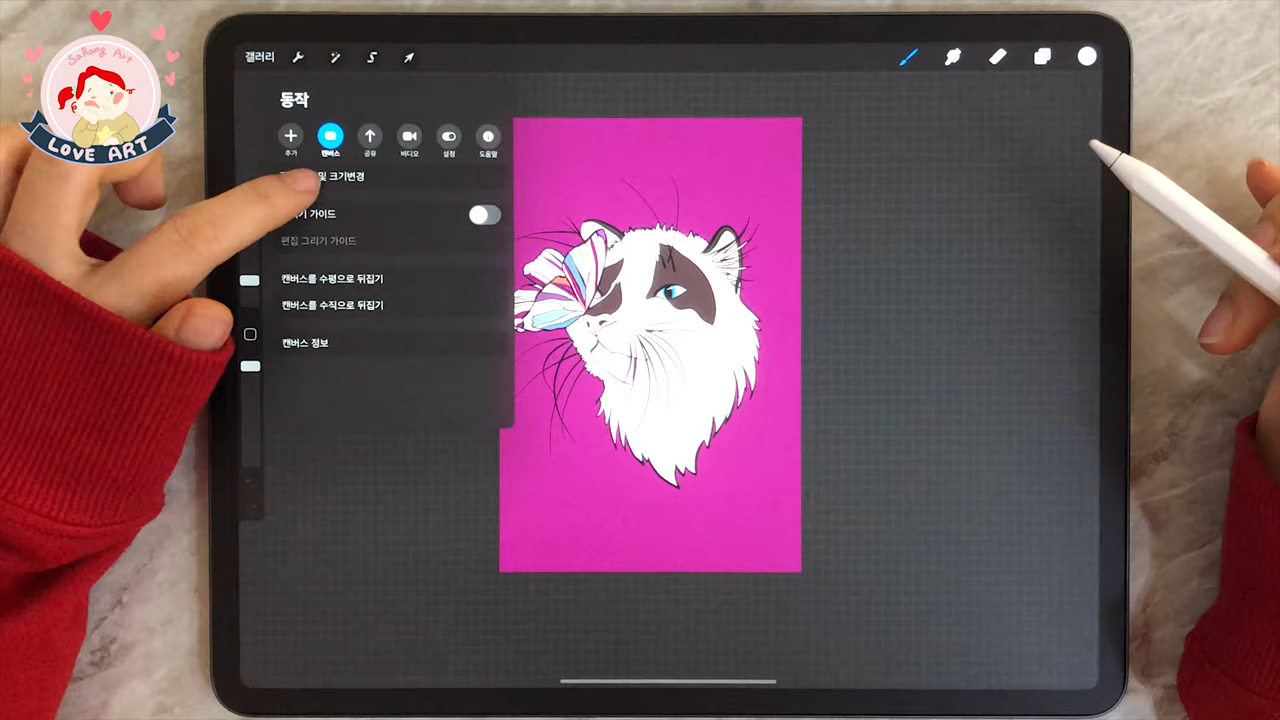 SaRang Art
LOVE ART
갤러리
동작
추가
캔버스
공유
비디오
설정
도움말
및 크기변경
가이드
편집 그리기 가이드
캔버스를 수평으로 뒤집기
캔버스를 수직으로 뒤집기
캔버스 정보